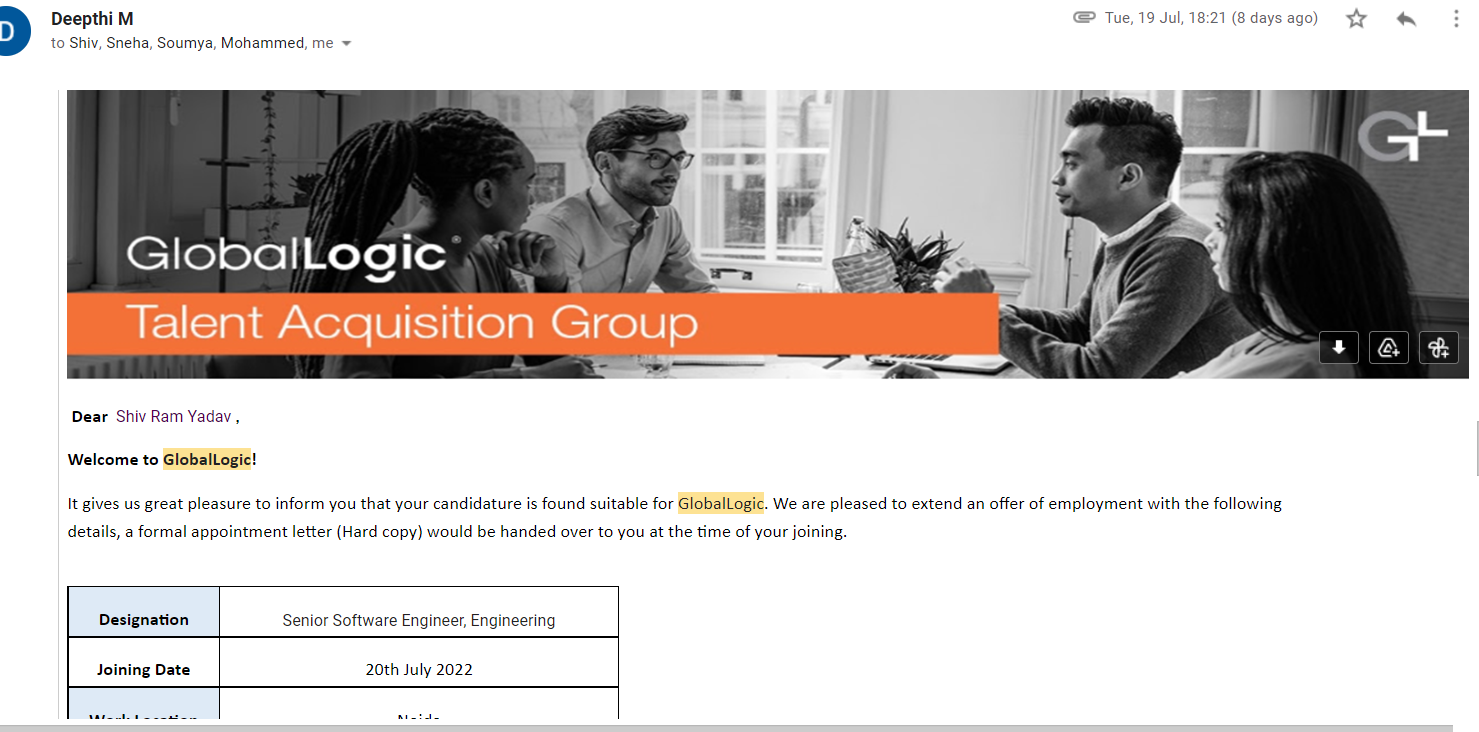 D
Deepthi M
Tue, 19 Jul, 18:21 (8 days ago)
to Shiv, Sneha, Soumya, Mohammed, me
GL
GlobalLogic®
Talent Acquisition Group
Dear Shiv Ram Yadav ,
Welcome to GlobalLogic!
It gives us great pleasure to inform you that your candidature is found suitable for GlobalLogic. We are pleased to extend an offer of employment with the following
details, a formal appointment letter (Hard copy) would be handed over to you at the time of your joining.
Designation Senior Software Engineer, Engineering
Joining Date 20th July 2022
Work Location Noida